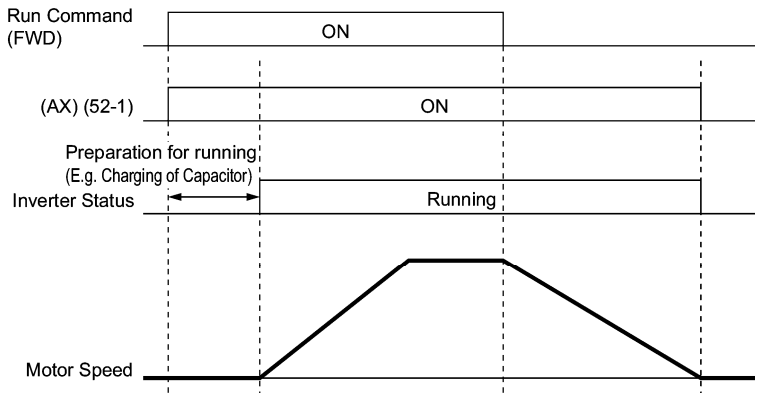 Run Command
(FWD)
ON
(AX) (52-1)
ON
Preparation for running
(E.g. Charging of Capacitor)
Inverter Status
Running
Motor Speed